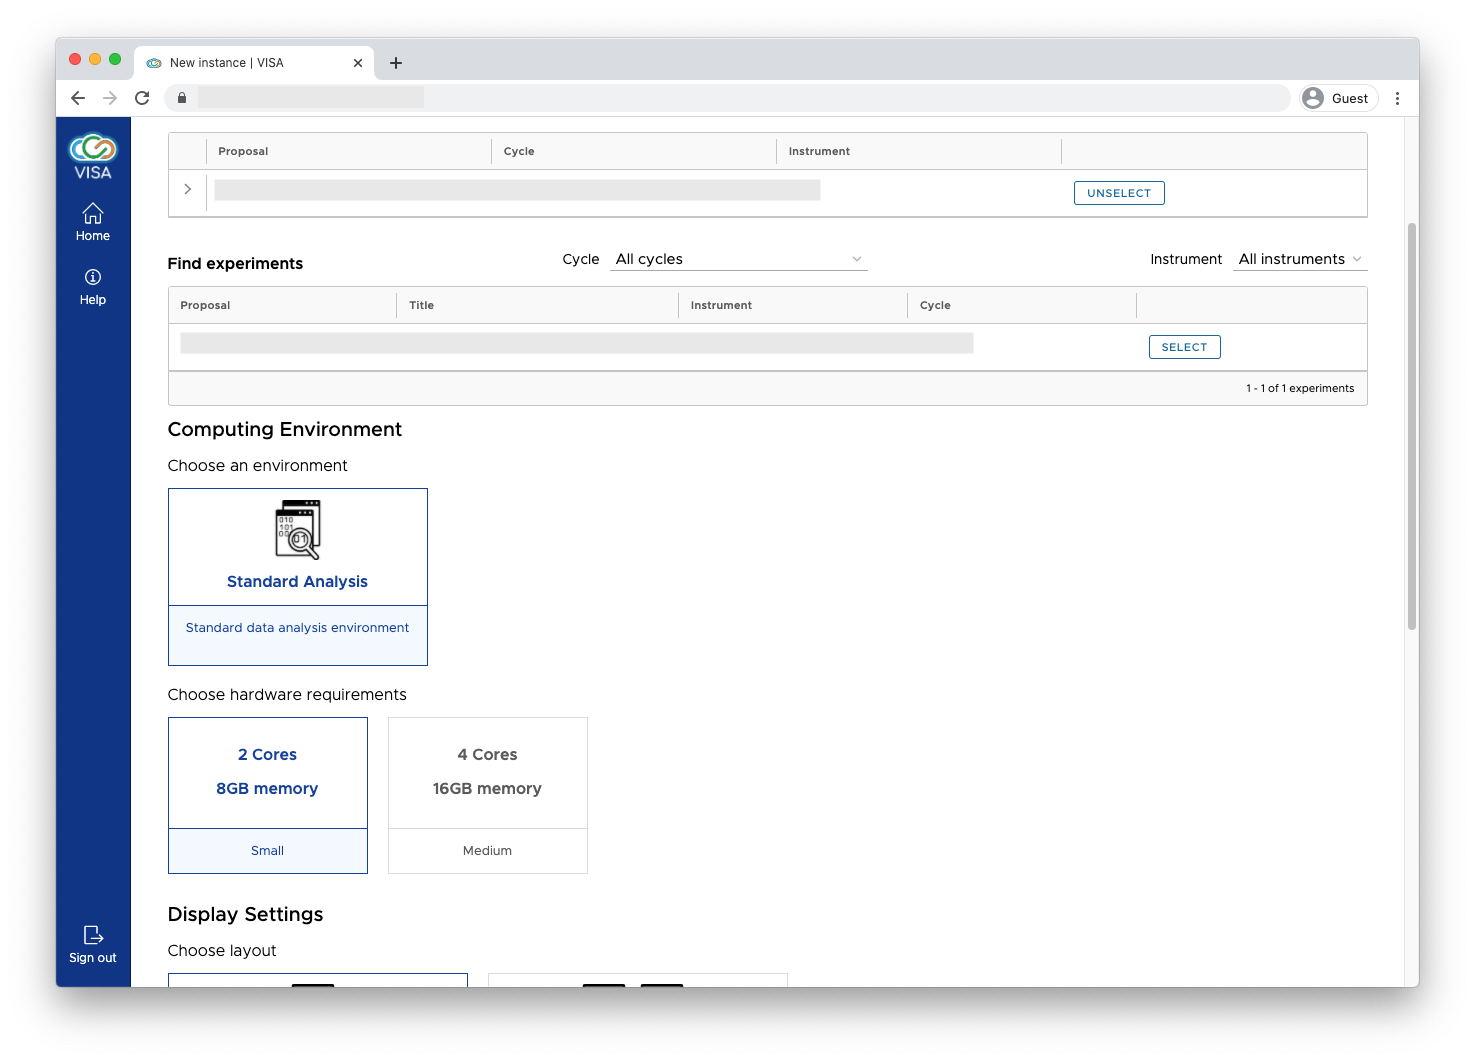 New instance | VISA
Guest
VISA
Home
Help
Sign out
Proposal Cycle Instrument
UNSELECT
Find experiments Cycle All cycles Instrument All instruments
Proposal Title Instrument Cycle
SELECT
1 - 1 of 1 experiments
Computing Environment
Choose an environment
010
101
00
01
Standard Analysis
Standard data analysis environment
Choose hardware requirements
2 Cores 4 Cores
8GB memory 16GB memory
Small Medium
Display Settings
Choose layout